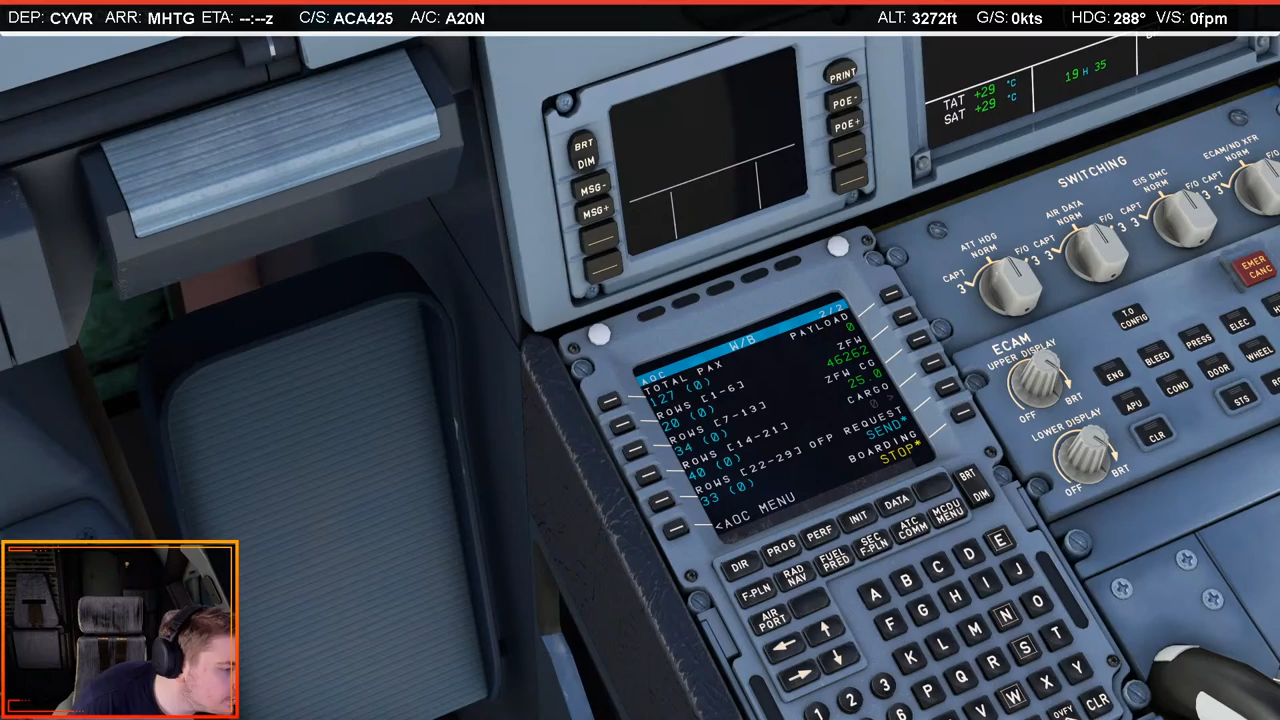 DEP: CYVR ARR: MHTG ETA: --:--z C/S: ACA425 A/C: A20N ALT: 3272ft G/S: 0kts HDG: 288° V/S: 0fpm
BRT
DIM
MSG-
MSG+
PRINT
POE-
POE+
TAT +29 °C
SAT +29 °C
19 H 35
SWITCHING
ATT HDG
NORM
CAPT 3
F/O 3
AIR DATA
NORM
CAPT 3
F/O 3
EIS DMC
NORM
CAPT 3
F/O 3
ECAM/ND XFR
NORM
CAPT
AOC W/B 2/2
TOTAL PAX PAYLOAD
127 (0) 0
ROWS [1-6] ZFW
20 (0) 46262
ROWS [7-13] ZFW CG
34 (0) 25.0
ROWS [14-21] CARGO
40 (0) 0 >
ROWS [22-29] OFP REQUEST
33 (0) SEND*
BOARDING
<AOC MENU STOP*
ECAM
UPPER DISPLAY
OFF BRT
LOWER DISPLAY
OFF BRT
T.O
CONFIG
EMER
CANC
ENG
BLEED
PRESS
ELEC
APU
COND
DOOR
WHEEL
CLR
STS
DIR
PROG
PERF
INIT
DATA
BRT
DIM
F-PLN
RAD
NAV
FUEL
PRED
SEC
F-PLN
ATC
COMM
MCDU
MENU
AIR
PORT
A B C D E
F G H I J
K L M N O
P Q R S T
U V W X Y
1 2 3
6
OVFY
CLR